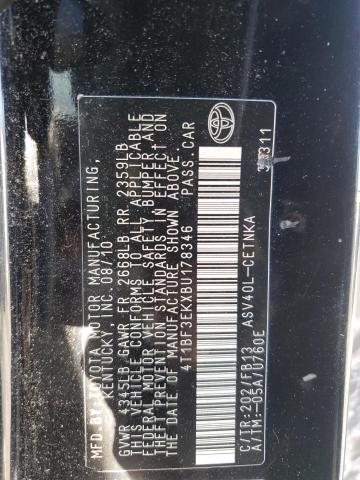 MFD.BY:TOYOTA MOTOR MANUFACTURING,
KENTUCKY, INC. 08/10
GVWR 345LB GAWR FR 2668LB RR 2359LB
THIS VEHICLE CONFORMS TO ALL APPLICABLE
FEDERAL MOTOR VEHICLE SAFETY, BUMPER AND
THEFT PREVENTION STANDARDS IN EFFECT ON
THE DATE OF MANUFACTURE SHOWN ABOVE.
4T1BF3EKXBU178346 PASS.CAR
C/TR:202/FB13 ASV40L-CETNKA
A/TM:-05A/U760E